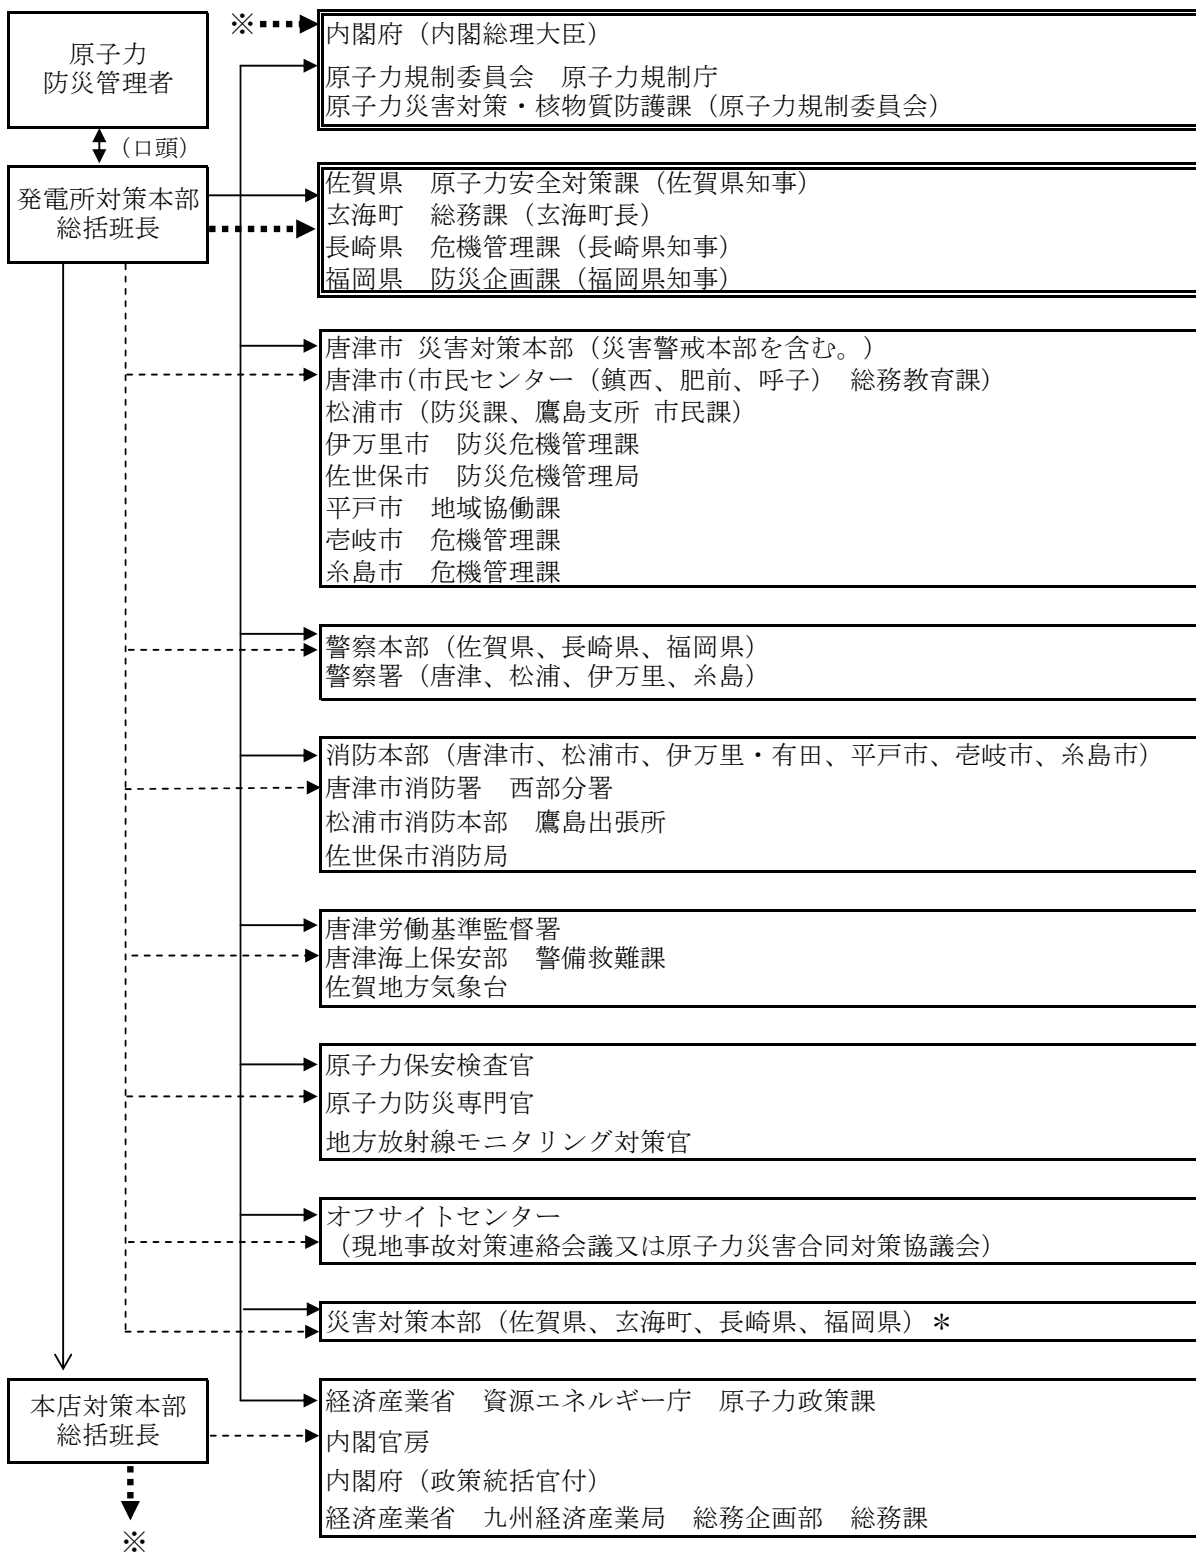 原子力
防災管理者
(口頭)
発電所対策本部
総括班長
※
内閣府（内閣総理大臣）
原子力規制委員会　原子力規制庁
原子力災害対策・核物質防護課（原子力規制委員会）
佐賀県　原子力安全対策課（佐賀県知事）
玄海町　総務課（玄海町長）
長崎県　危機管理課（長崎県知事）
福岡県　防災企画課（福岡県知事）
唐津市 災害対策本部（災害警戒本部を含む。）
唐津市(市民センター（鎮西、肥前、呼子）　総務教育課）
松浦市（防災課、鷹島支所 市民課）
伊万里市　防災危機管理課
佐世保市　防災危機管理局
平戸市　地域協働課
壱岐市　危機管理課
糸島市　危機管理課
警察本部（佐賀県、長崎県、福岡県）
警察署（唐津、松浦、伊万里、糸島）
消防本部（唐津市、松浦市、伊万里・有田、平戸市、壱岐市、糸島市）
唐津市消防署　西部分署
松浦市消防本部　鷹島出張所
佐世保市消防局
唐津労働基準監督署
唐津海上保安部　警備救難課
佐賀地方気象台
原子力保安検査官
原子力防災専門官
地方放射線モニタリング対策官
オフサイトセンター
（現地事故対策連絡会議又は原子力災害合同対策協議会）
災害対策本部（佐賀県、玄海町、長崎県、福岡県）＊
本店対策本部
総括班長
※
経済産業省　資源エネルギー庁　原子力政策課
内閣官房
内閣府（政策統括官付）
経済産業省　九州経済産業局　総務企画部　総務課